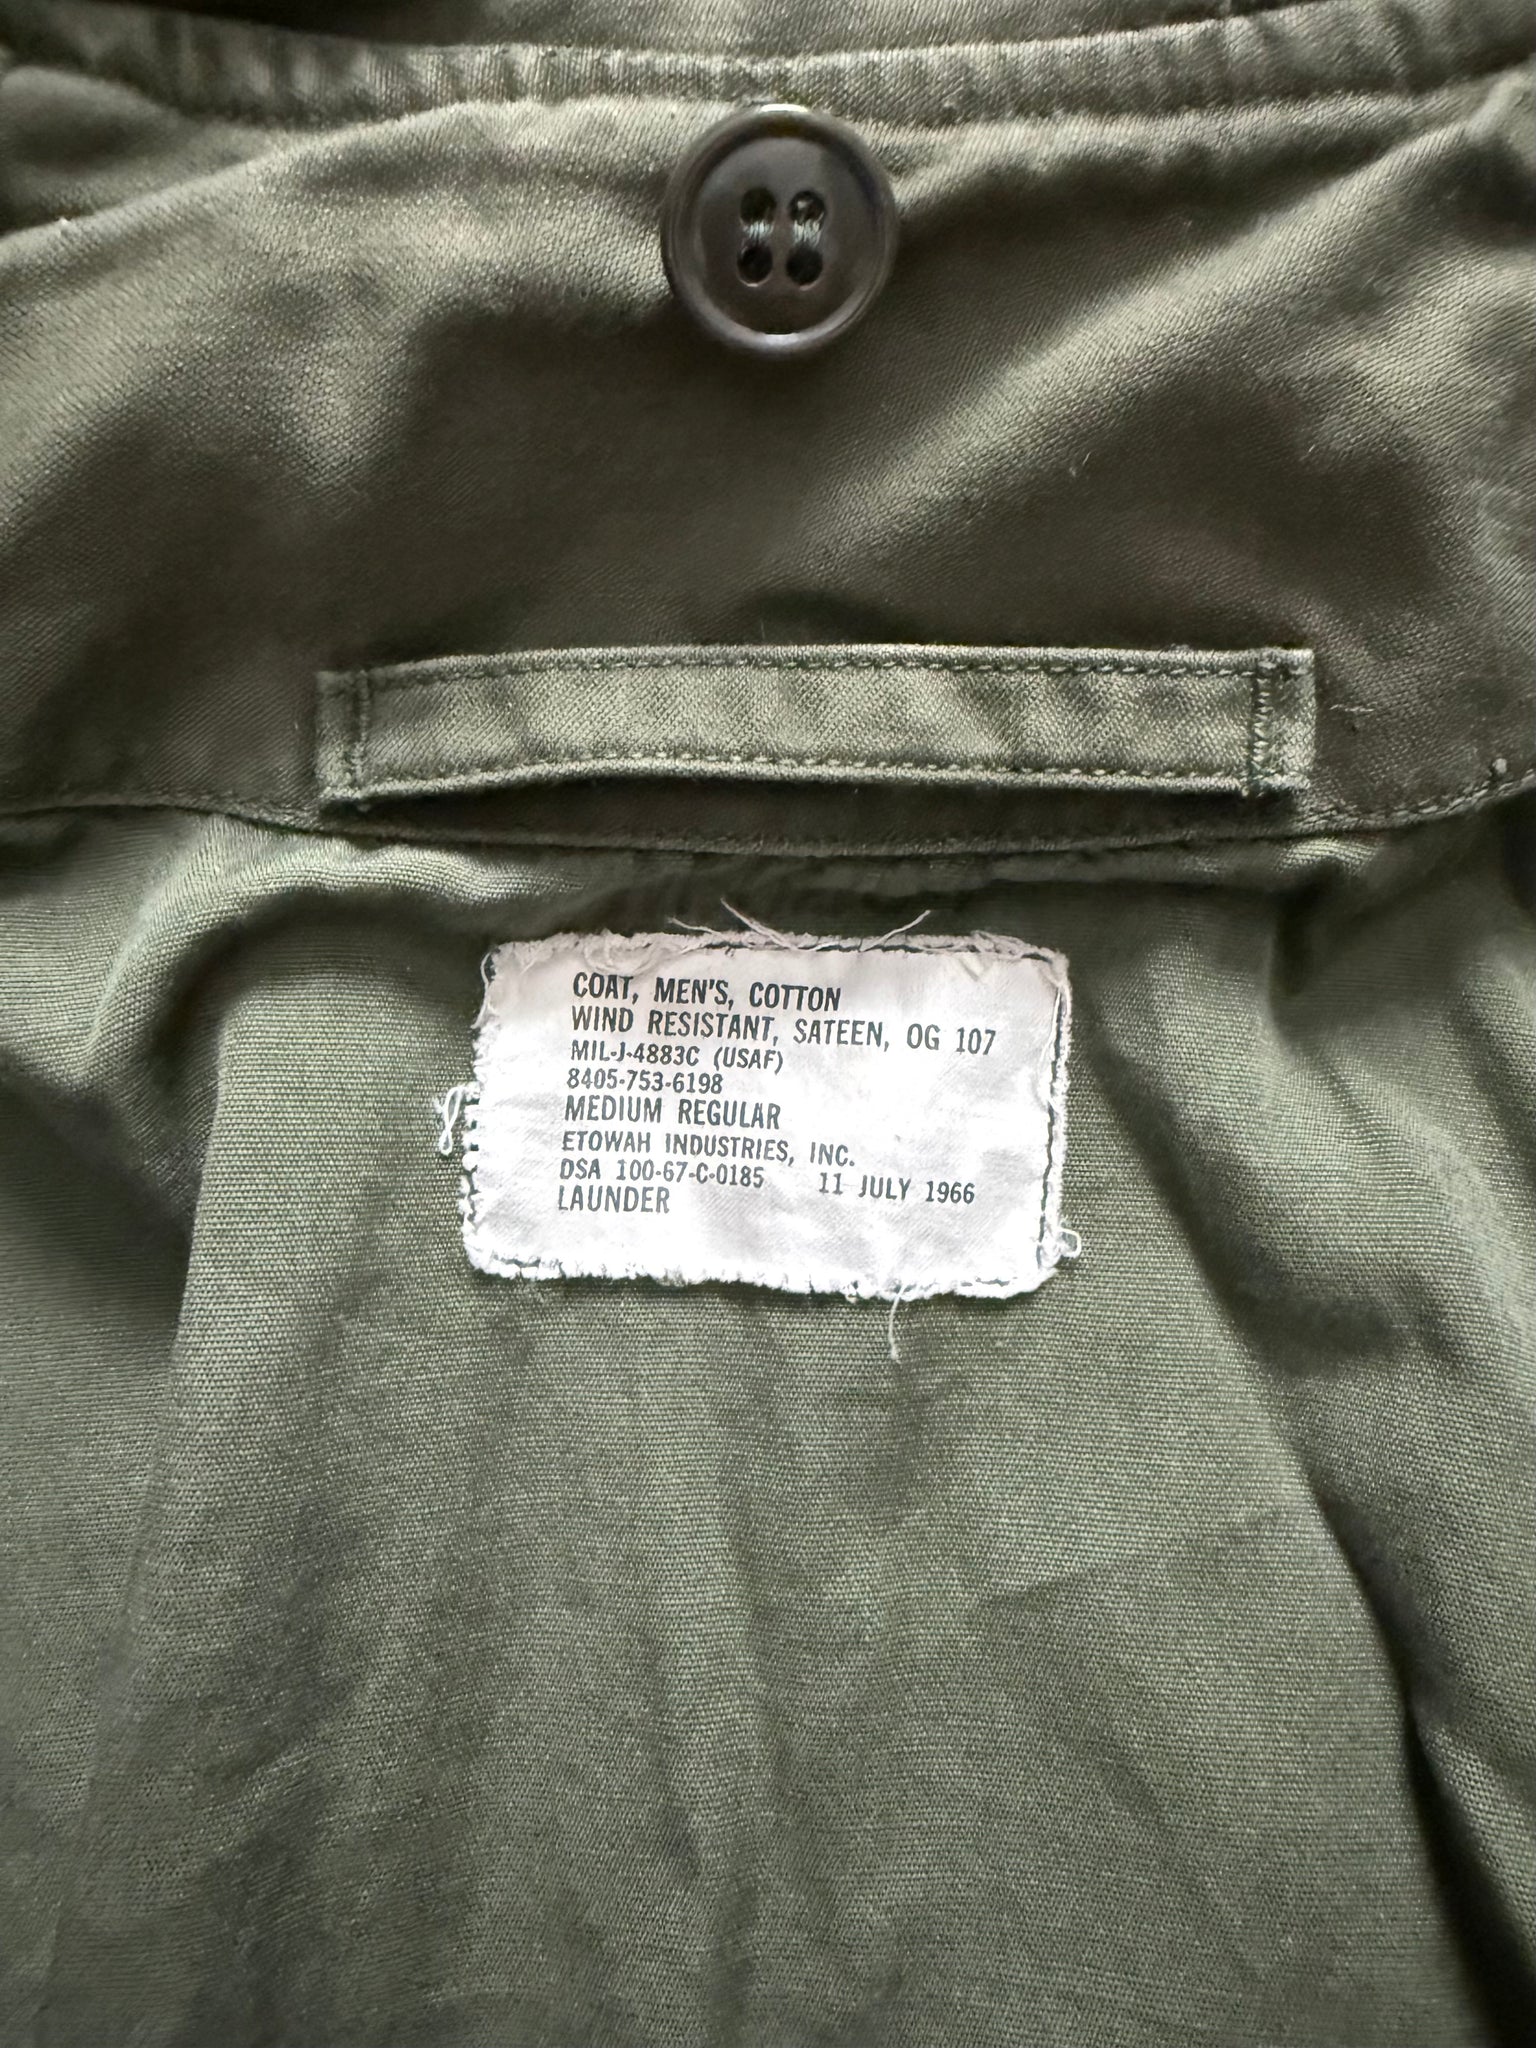 COAT, MEN'S, COTTON
WIND RESISTANT, SATEEN, OG 107
MIL-J-4883C (USAF)
8405-753-6198
MEDIUM REGULAR
ETOWAH INDUSTRIES, INC.
DSA 100-67-C-0185 11 JULY 1966
LAUNDER